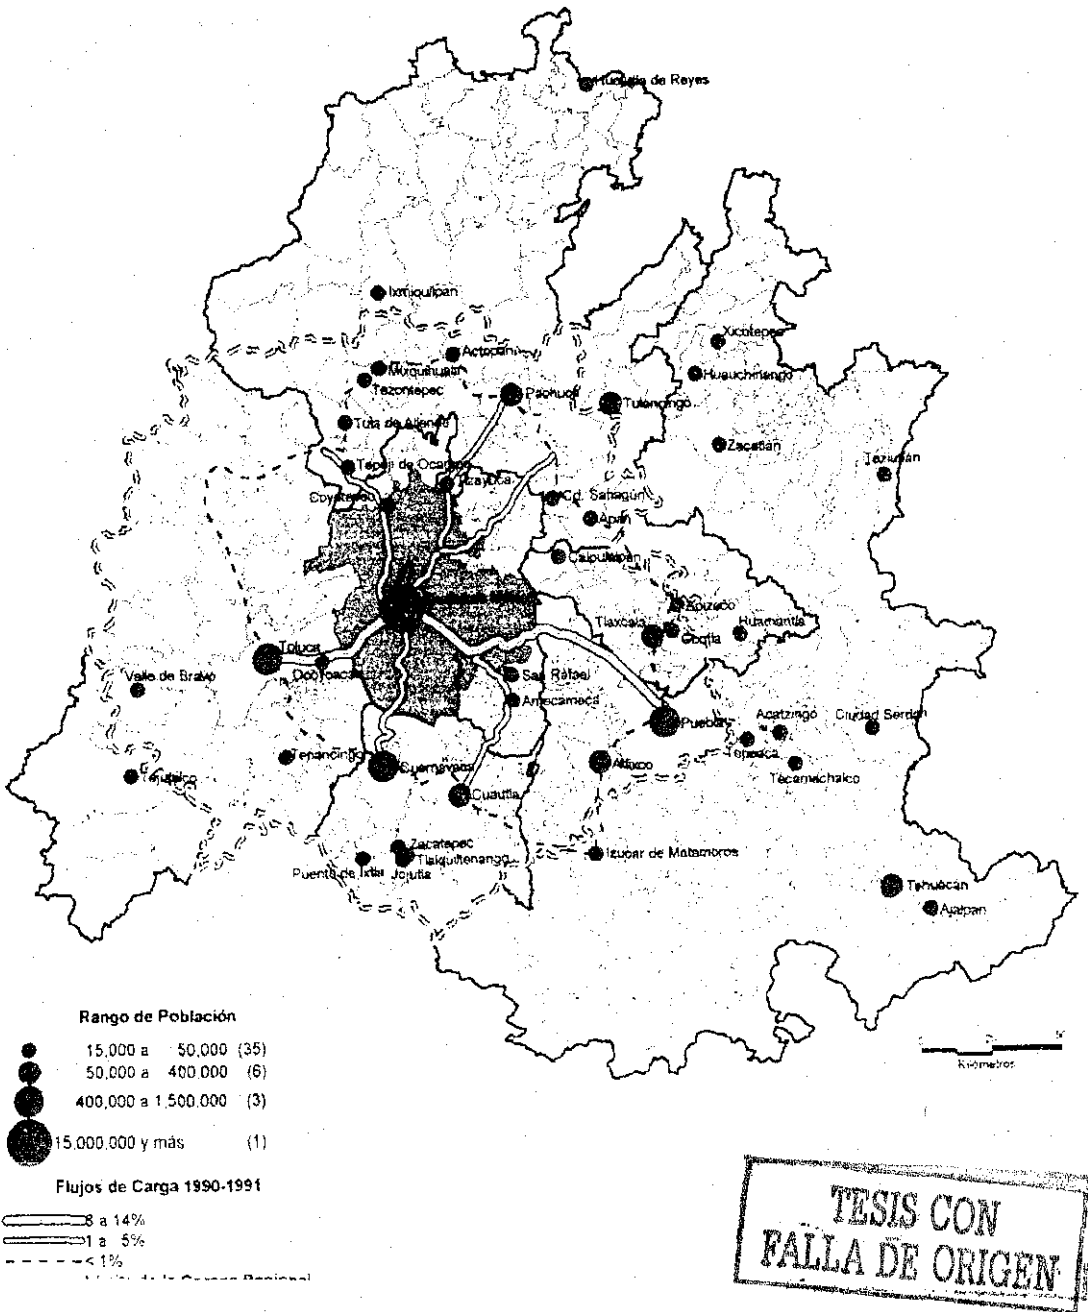 Huejutla de Reyes
Ixmiquilpan
Xicotepec
Actopan
Mixquihuala
Huauchinango
Tezontepec
Pachuca
Tulancingo
Tula de Allende
Zacatlán
Teziutlán
Tepeji de Ocampo
Tizayuca
Coyotepec
Cd. Sahagún
Apan
Calpulalpan
Apizaco
Tlaxcala
Huamantla
Toluca
Ocoyoacac
San Rafael
Valle de Bravo
Amecameca
Puebla
Acatzingo
Ciudad Serdán
Tepeaca
Tenancingo
Cuernavaca
Atlixco
Tecamachalco
Tejupilco
Cuautla
Zacatepec
Tlalquiltenango
Izúcar de Matamoros
Puente de Ixtla
Jojutla
Tehuacán
Ajalpan
Rango de Población
15,000 a 50,000 (35)
50,000 a 400,000 (6)
400,000 a 1,500,000 (3)
15,000,000 y más (1)
Kilómetros
Flujos de Carga 1990-1991
8 a 14%
1 a 5%
< 1%
TESIS CON
FALLA DE ORIGEN